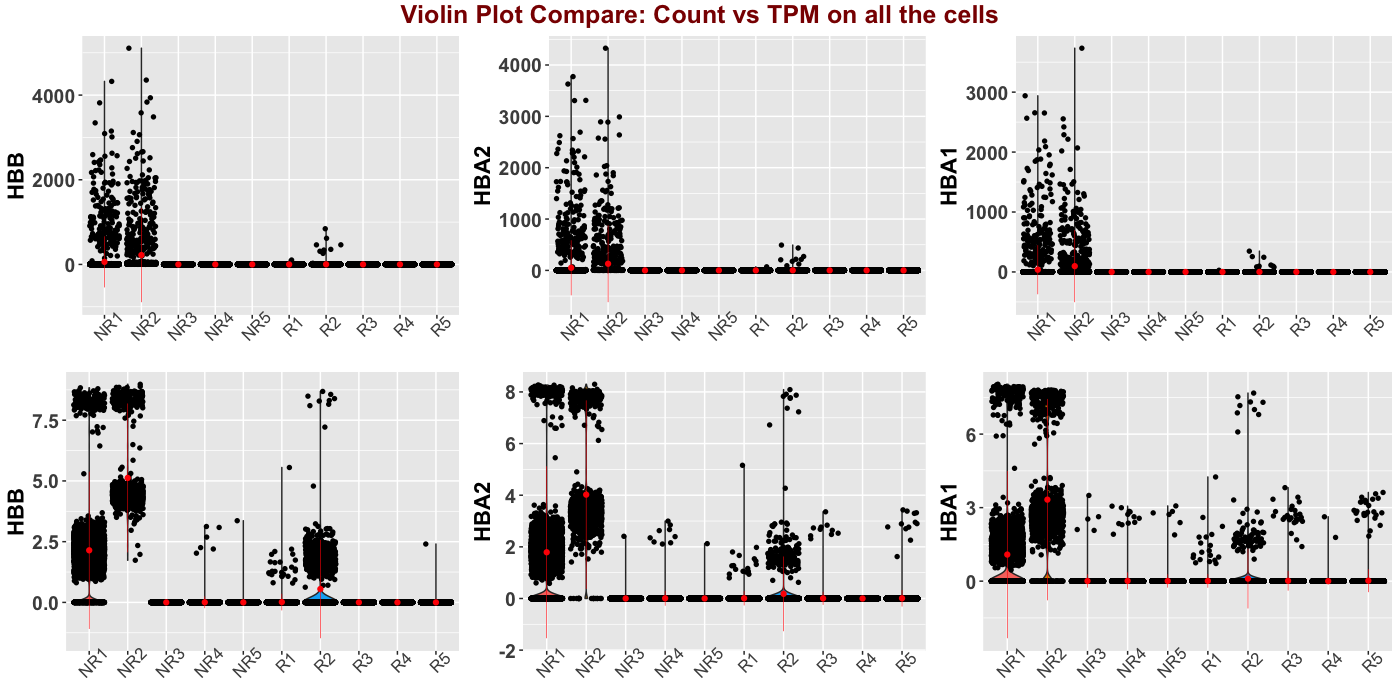 Violin Plot Compare: Count vs TPM on all the cells
HBB
4000
2000
0
NR1 NR2 NR3 NR4 NR5 R1 R2 R3 R4 R5
HBA2
4000
3000
2000
1000
0
NR1 NR2 NR3 NR4 NR5 R1 R2 R3 R4 R5
HBA1
3000
2000
1000
0
NR1 NR2 NR3 NR4 NR5 R1 R2 R3 R4 R5
HBB
7.5
5.0
2.5
0.0
NR1 NR2 NR3 NR4 NR5 R1 R2 R3 R4 R5
HBA2
8
6
4
2
0
-2
NR1 NR2 NR3 NR4 NR5 R1 R2 R3 R4 R5
HBA1
6
3
0
NR1 NR2 NR3 NR4 NR5 R1 R2 R3 R4 R5